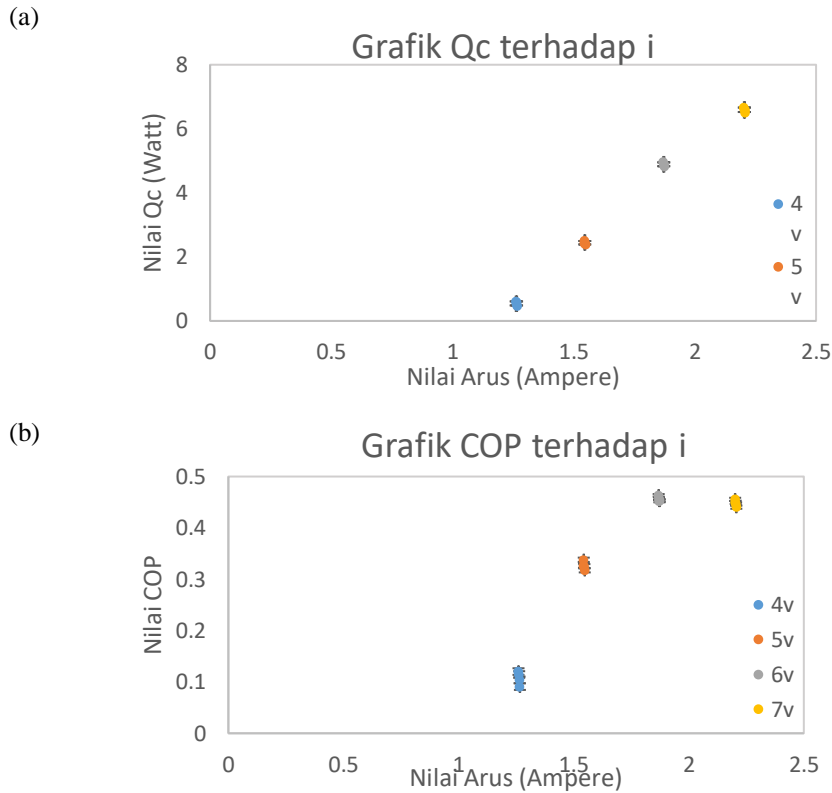 (a)
Grafik Qc terhadap i
Nilai Qc (Watt)
8
6
4
2
0
0 0.5 1 1.5 2 2.5
Nilai Arus (Ampere)
4
v
5
v
(b)
Grafik COP terhadap i
Nilai COP
0.5
0.4
0.3
0.2
0.1
0
0 0.5 1 1.5 2 2.5
Nilai Arus (Ampere)
4v
5v
6v
7v